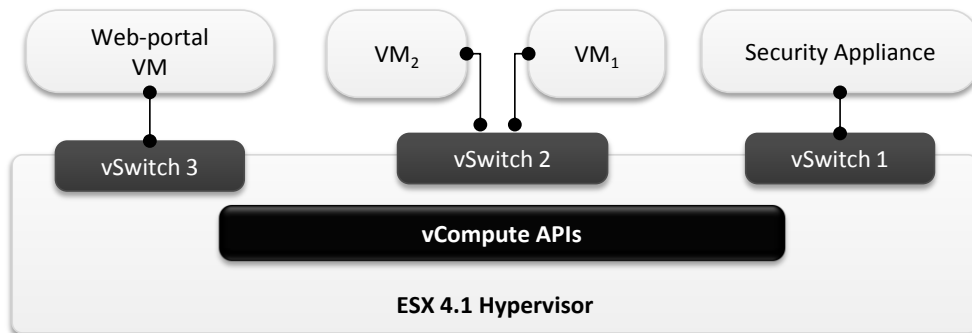 Web-portal
VM
VM₂
VM₁
Security Appliance
vSwitch 3
vSwitch 2
vSwitch 1
vCompute APIs
ESX 4.1 Hypervisor